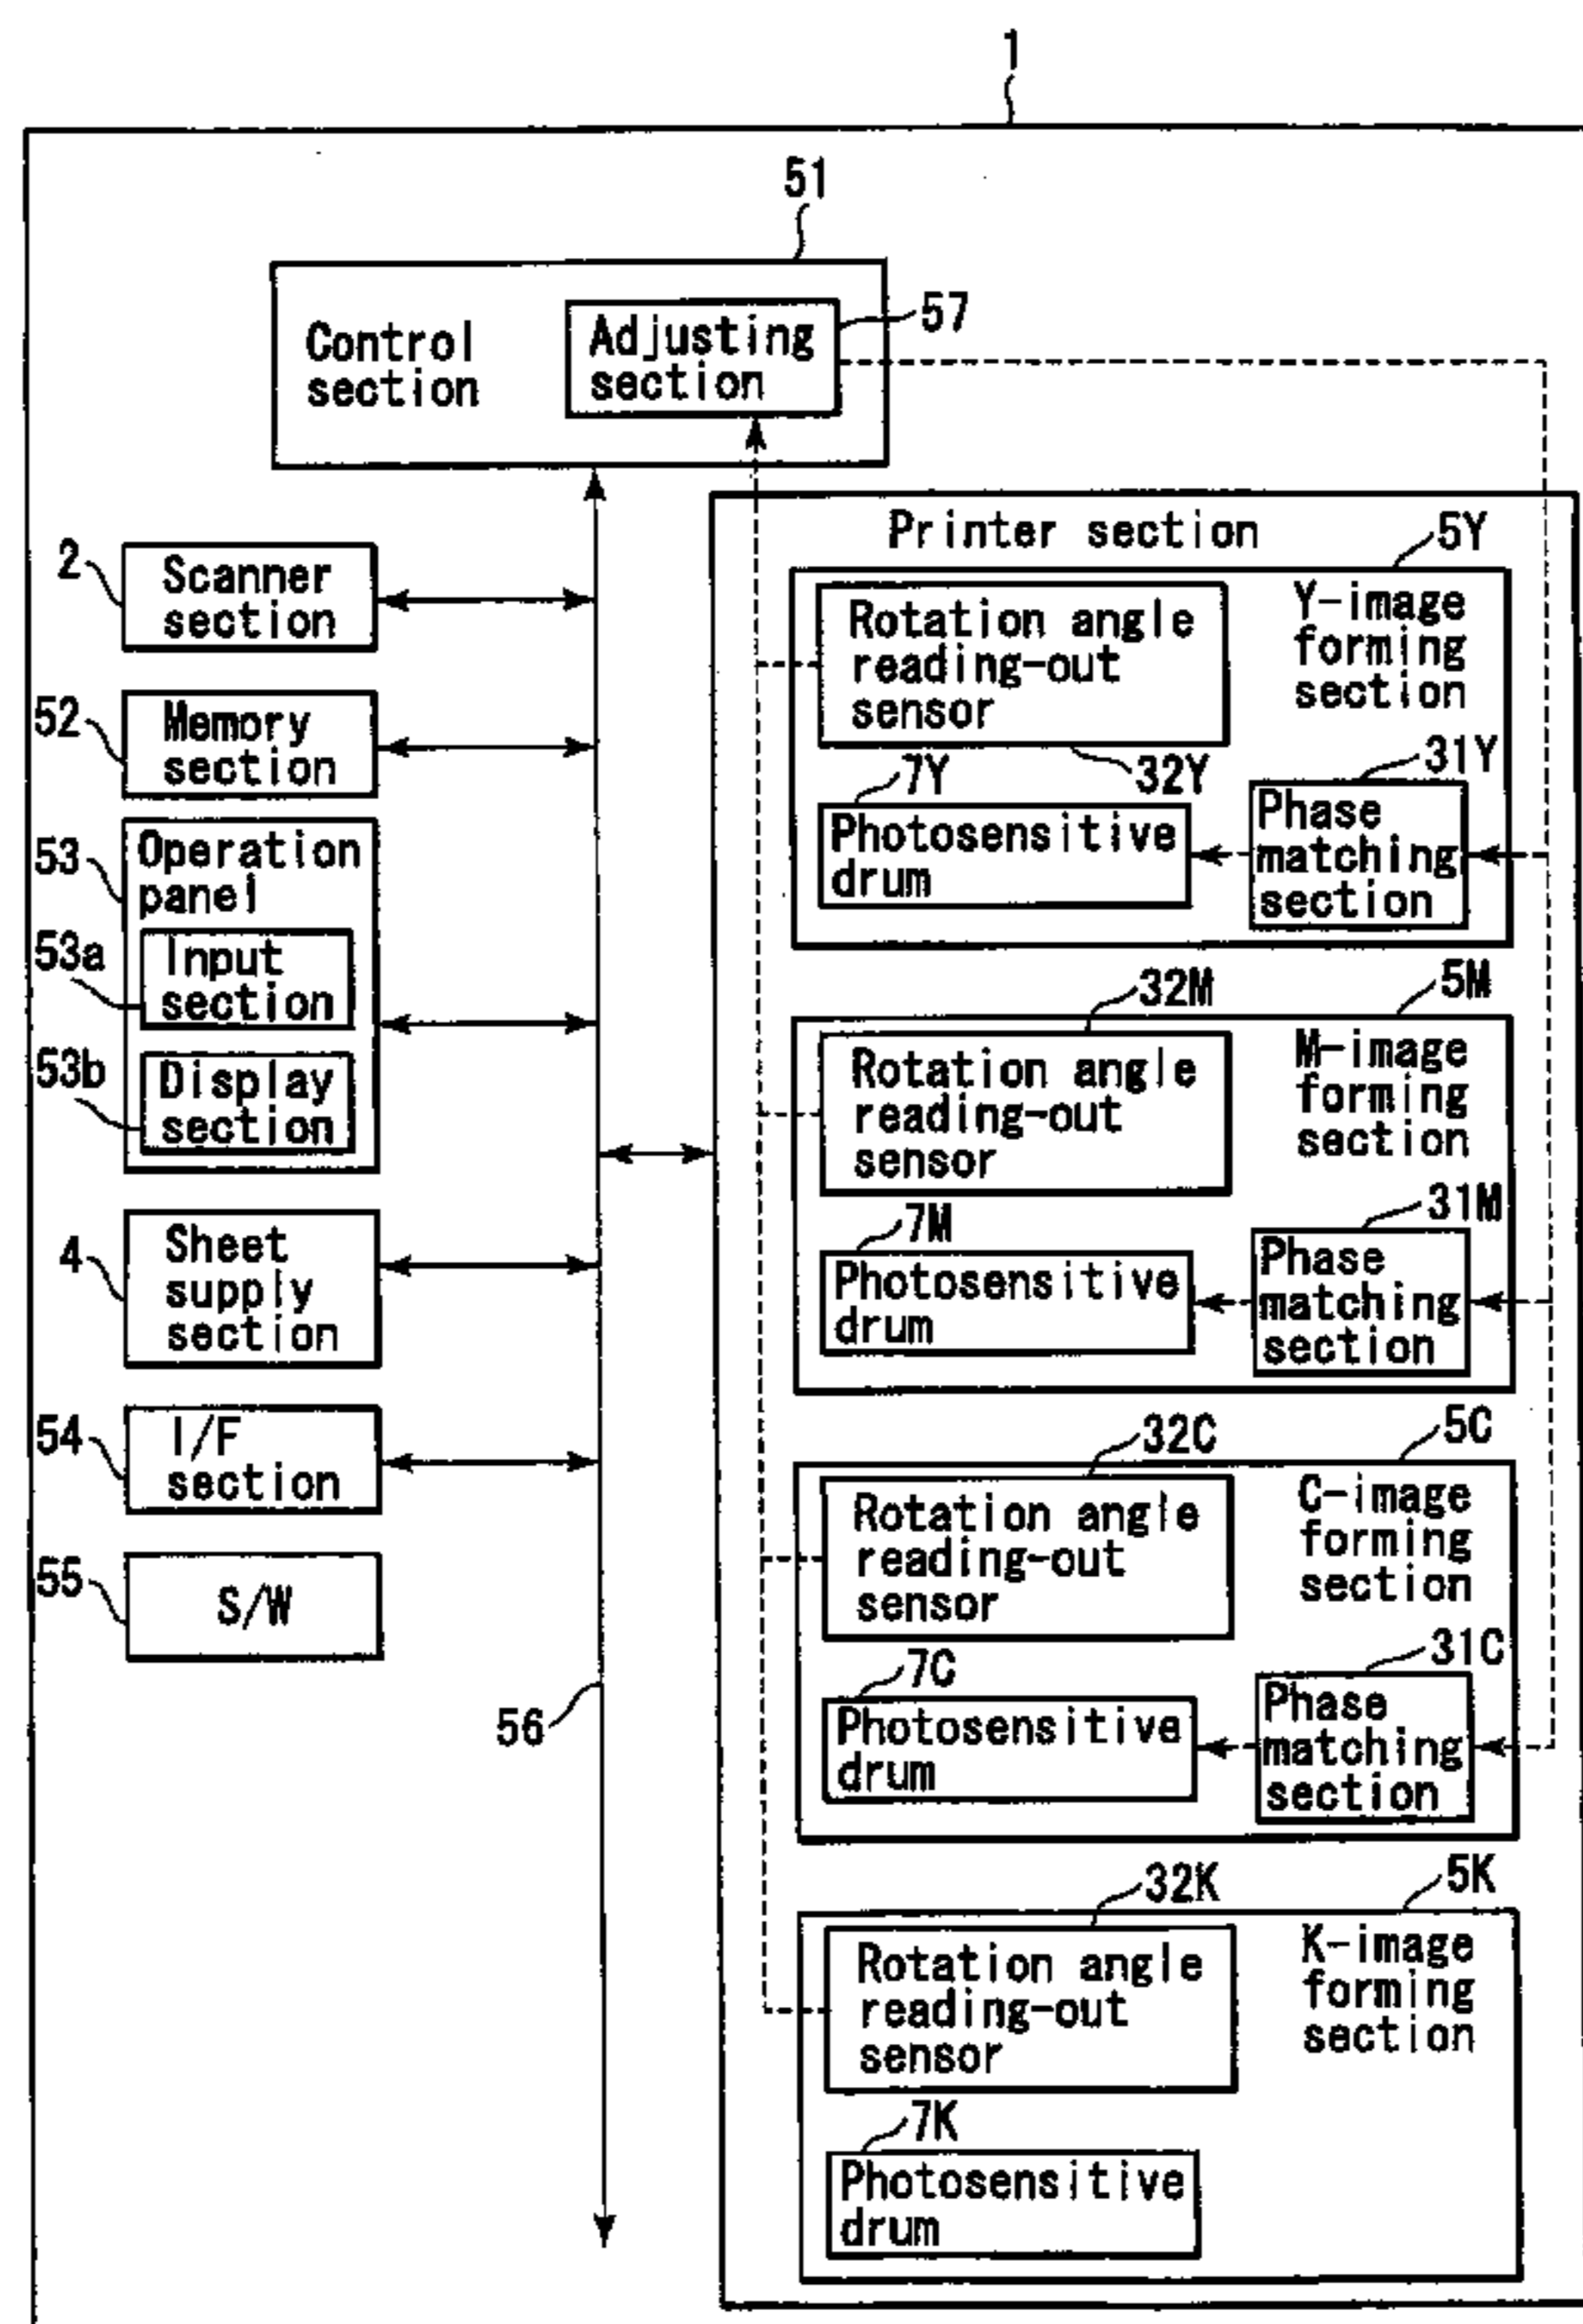 1
51
Control
section
Adjusting
section
57
2
Scanner
section
52
Memory
section
53
Operation
panel
53a
Input
section
53b
Display
section
4
Sheet
supply
section
54
I/F
section
55
S/W
56
Printer section
5Y
Y-image
forming
section
Rotation angle
reading-out
sensor
32Y
7Y
Photosensitive
drum
31Y
Phase
matching
section
5M
M-image
forming
section
32M
Rotation angle
reading-out
sensor
7M
Photosensitive
drum
31M
Phase
matching
section
5C
C-image
forming
section
32C
Rotation angle
reading-out
sensor
7C
Photosensitive
drum
31C
Phase
matching
section
5K
K-image
forming
section
32K
Rotation angle
reading-out
sensor
7K
Photosensitive
drum